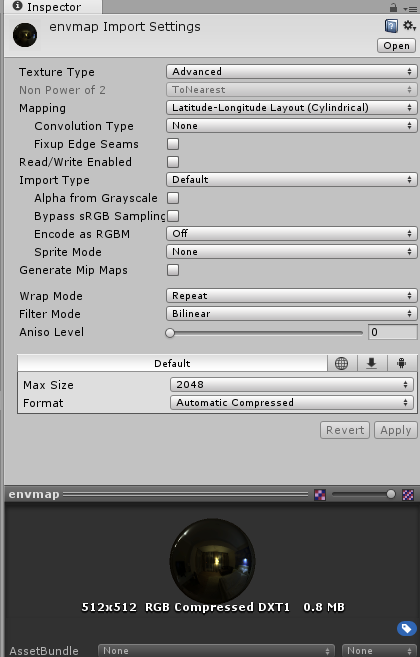 Inspector
envmap Import Settings
Open
Texture Type Advanced
Non Power of 2 ToNearest
Mapping Latitude-Longitude Layout (Cylindrical)
Convolution Type None
Fixup Edge Seams
Read/Write Enabled
Import Type Default
Alpha from Grayscale
Bypass sRGB Sampling
Encode as RGBM Off
Sprite Mode None
Generate Mip Maps
Wrap Mode Repeat
Filter Mode Bilinear
Aniso Level 0
Default
Max Size 2048
Format Automatic Compressed
Revert Apply
envmap
512x512 RGB Compressed DXT1 0.8 MB
AssetBundle None None